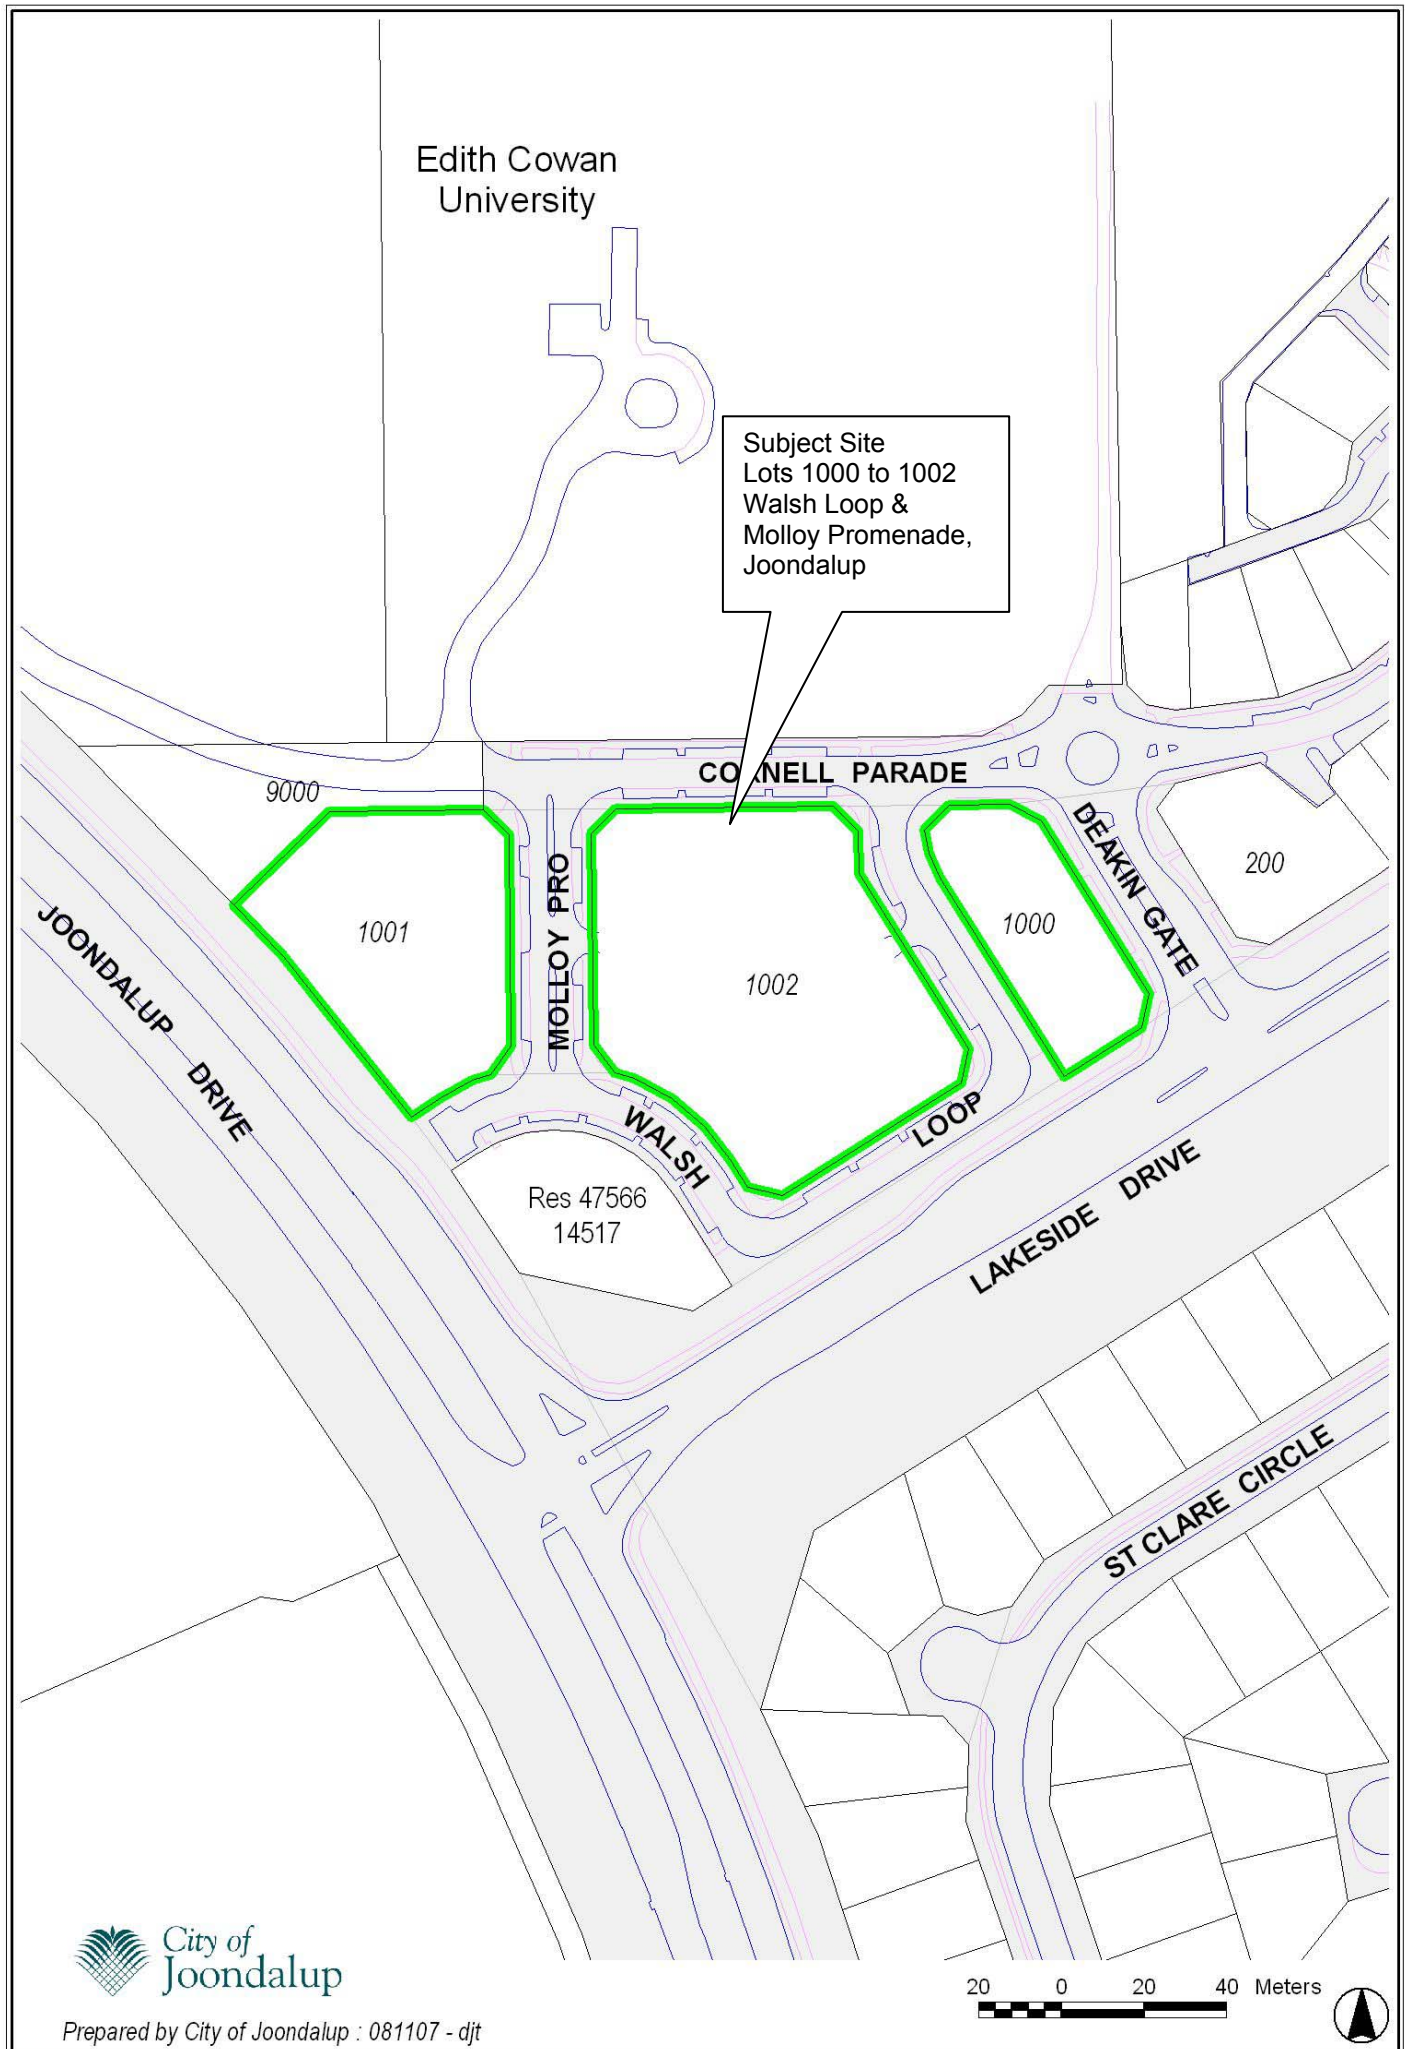 Edith Cowan
University
Subject Site
Lots 1000 to 1002
Walsh Loop &
Molloy Promenade,
Joondalup
CORNELL PARADE
9000
DEAKIN GATE
200
1001
MOLLOY PRO
1002
1000
JOONDALUP DRIVE
WALSH LOOP
Res 47566
14517
LAKESIDE DRIVE
ST CLARE CIRCLE
City of
Joondalup
20 0 20 40 Meters
Prepared by City of Joondalup : 081107 - djt